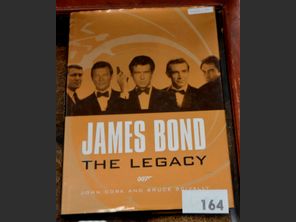 JAMES BOND
THE LEGACY
007
JOHN CORK AND BRUCE SCIVALLY
164